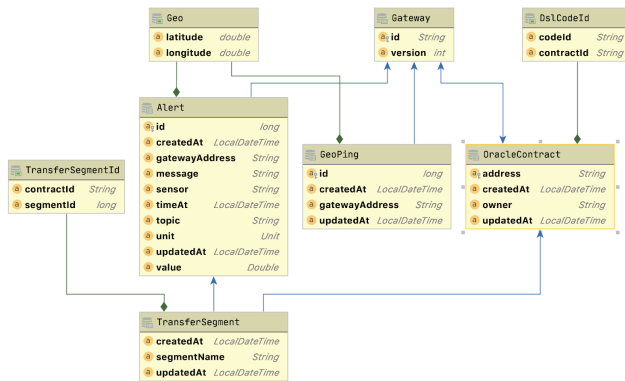 Geo
latitude double
longitude double
Gateway
id String
version int
DslCodeId
codeId String
contractId String
Alert
id long
createdAt LocalDateTime
gatewayAddress String
message String
sensor String
timeAt LocalDateTime
topic String
unit Unit
updatedAt LocalDateTime
value Double
GeoPing
id long
createdAt LocalDateTime
gatewayAddress String
updatedAt LocalDateTime
OracleContract
address String
createdAt LocalDateTime
owner String
updatedAt LocalDateTime
TransferSegmentId
contractId String
segmentId long
TransferSegment
createdAt LocalDateTime
segmentName String
updatedAt LocalDateTime